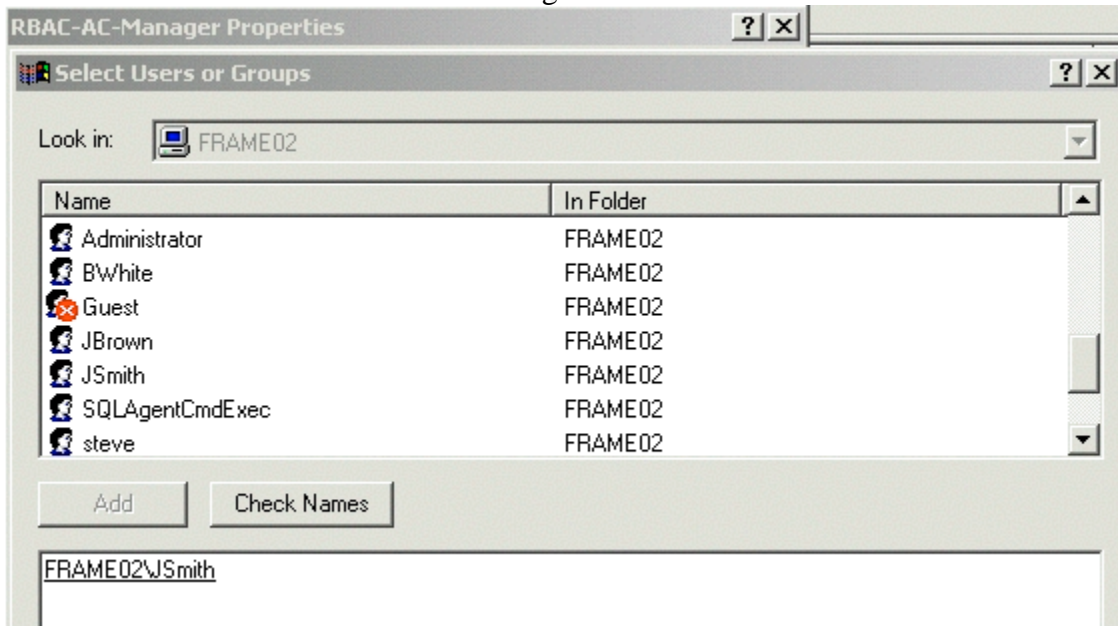 RBAC-AC-Manager Properties
Select Users or Groups
Look in: FRAME02
Name In Folder
Administrator FRAME02
BWhite FRAME02
Guest FRAME02
JBrown FRAME02
JSmith FRAME02
SQLAgentCmdExec FRAME02
steve FRAME02
Add Check Names
FRAME02\JSmith